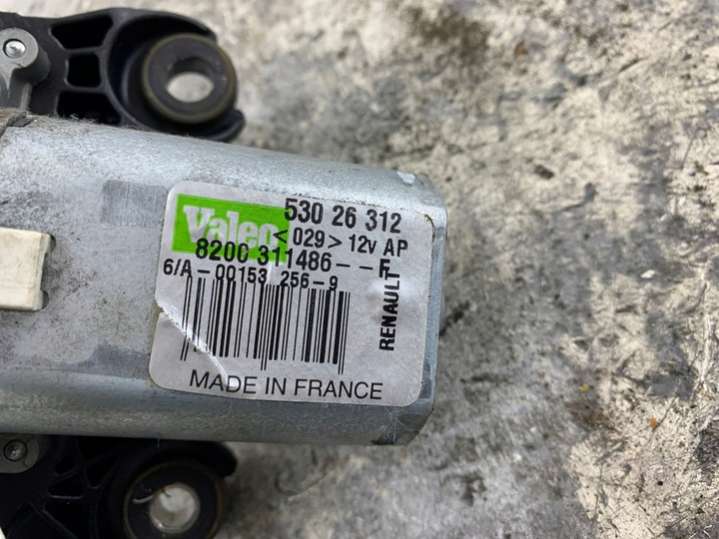 Valeo 530 26 312
<029> 12v AP
8200 311486--F
6/A-00153 256-9
RENAULT
MADE IN FRANCE